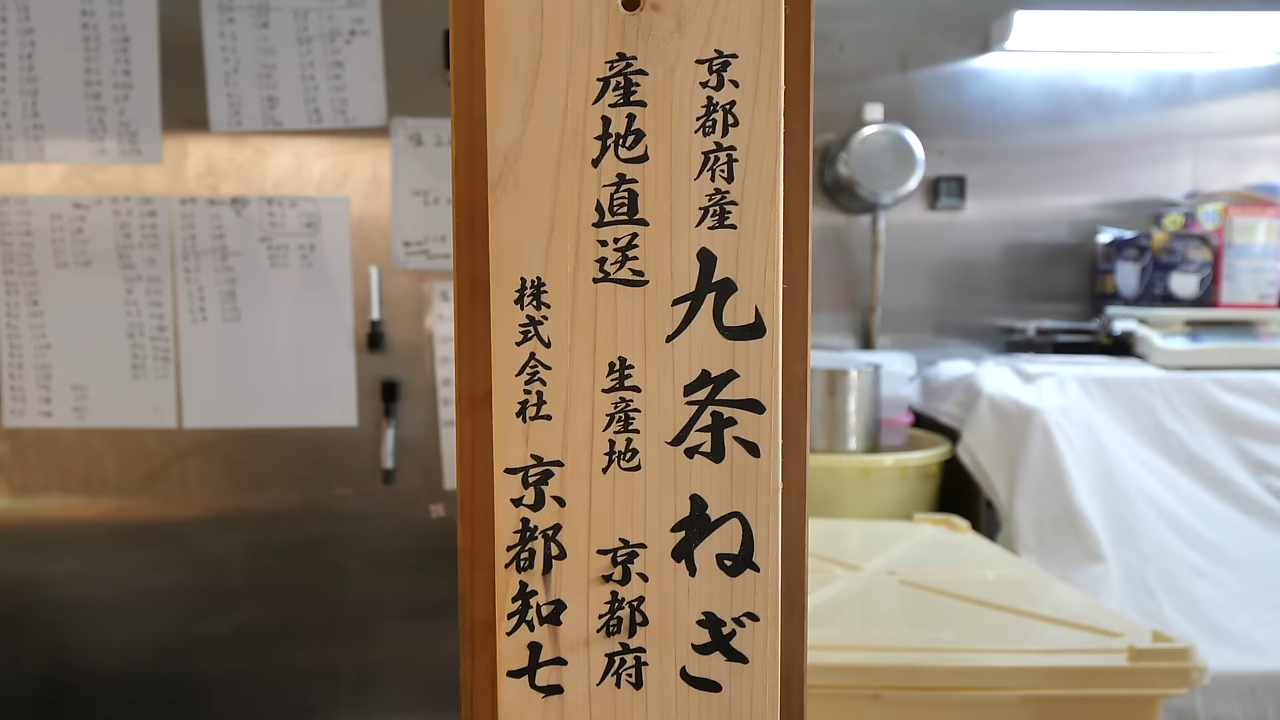 京都府産 九条ねぎ
産地直送 生産地 京都府
株式会社 京都知七